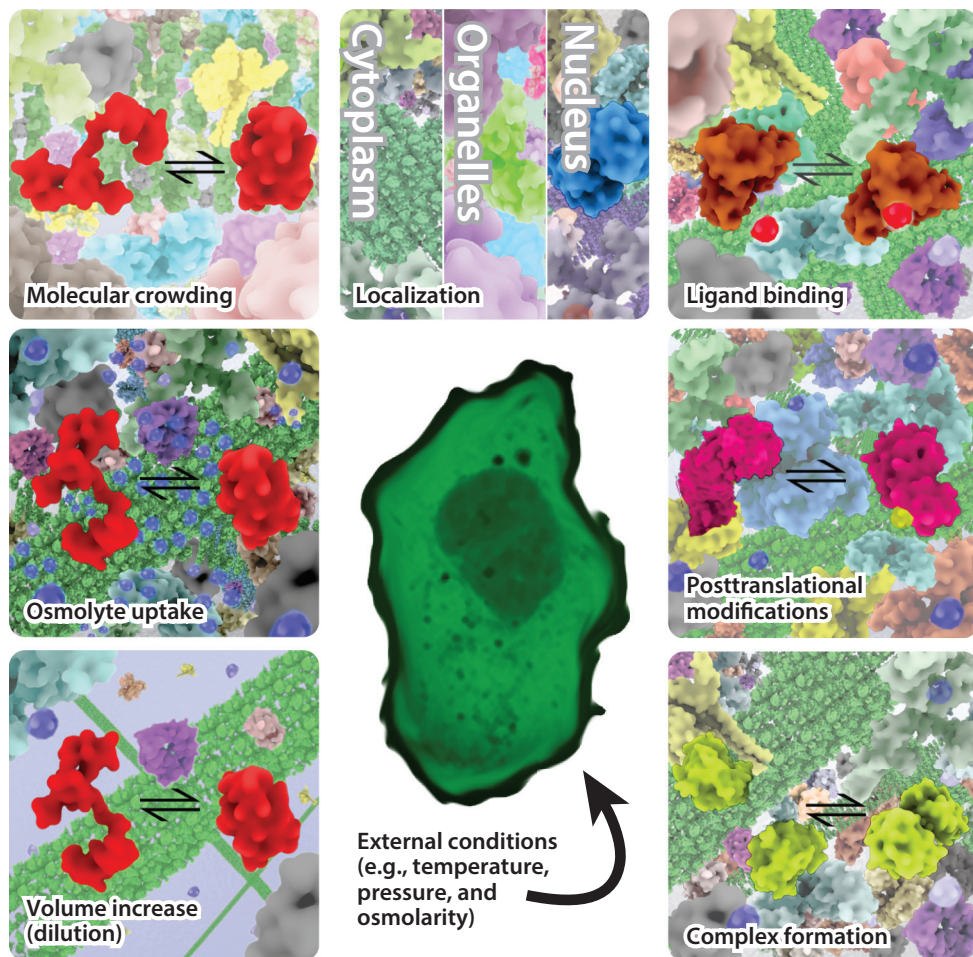 Molecular crowding
Cytoplasm
Organelles
Nucleus
Localization
Ligand binding
Osmolyte uptake
Posttranslational
modifications
Volume increase
(dilution)
External conditions
(e.g., temperature,
pressure, and
osmolarity)
Complex formation